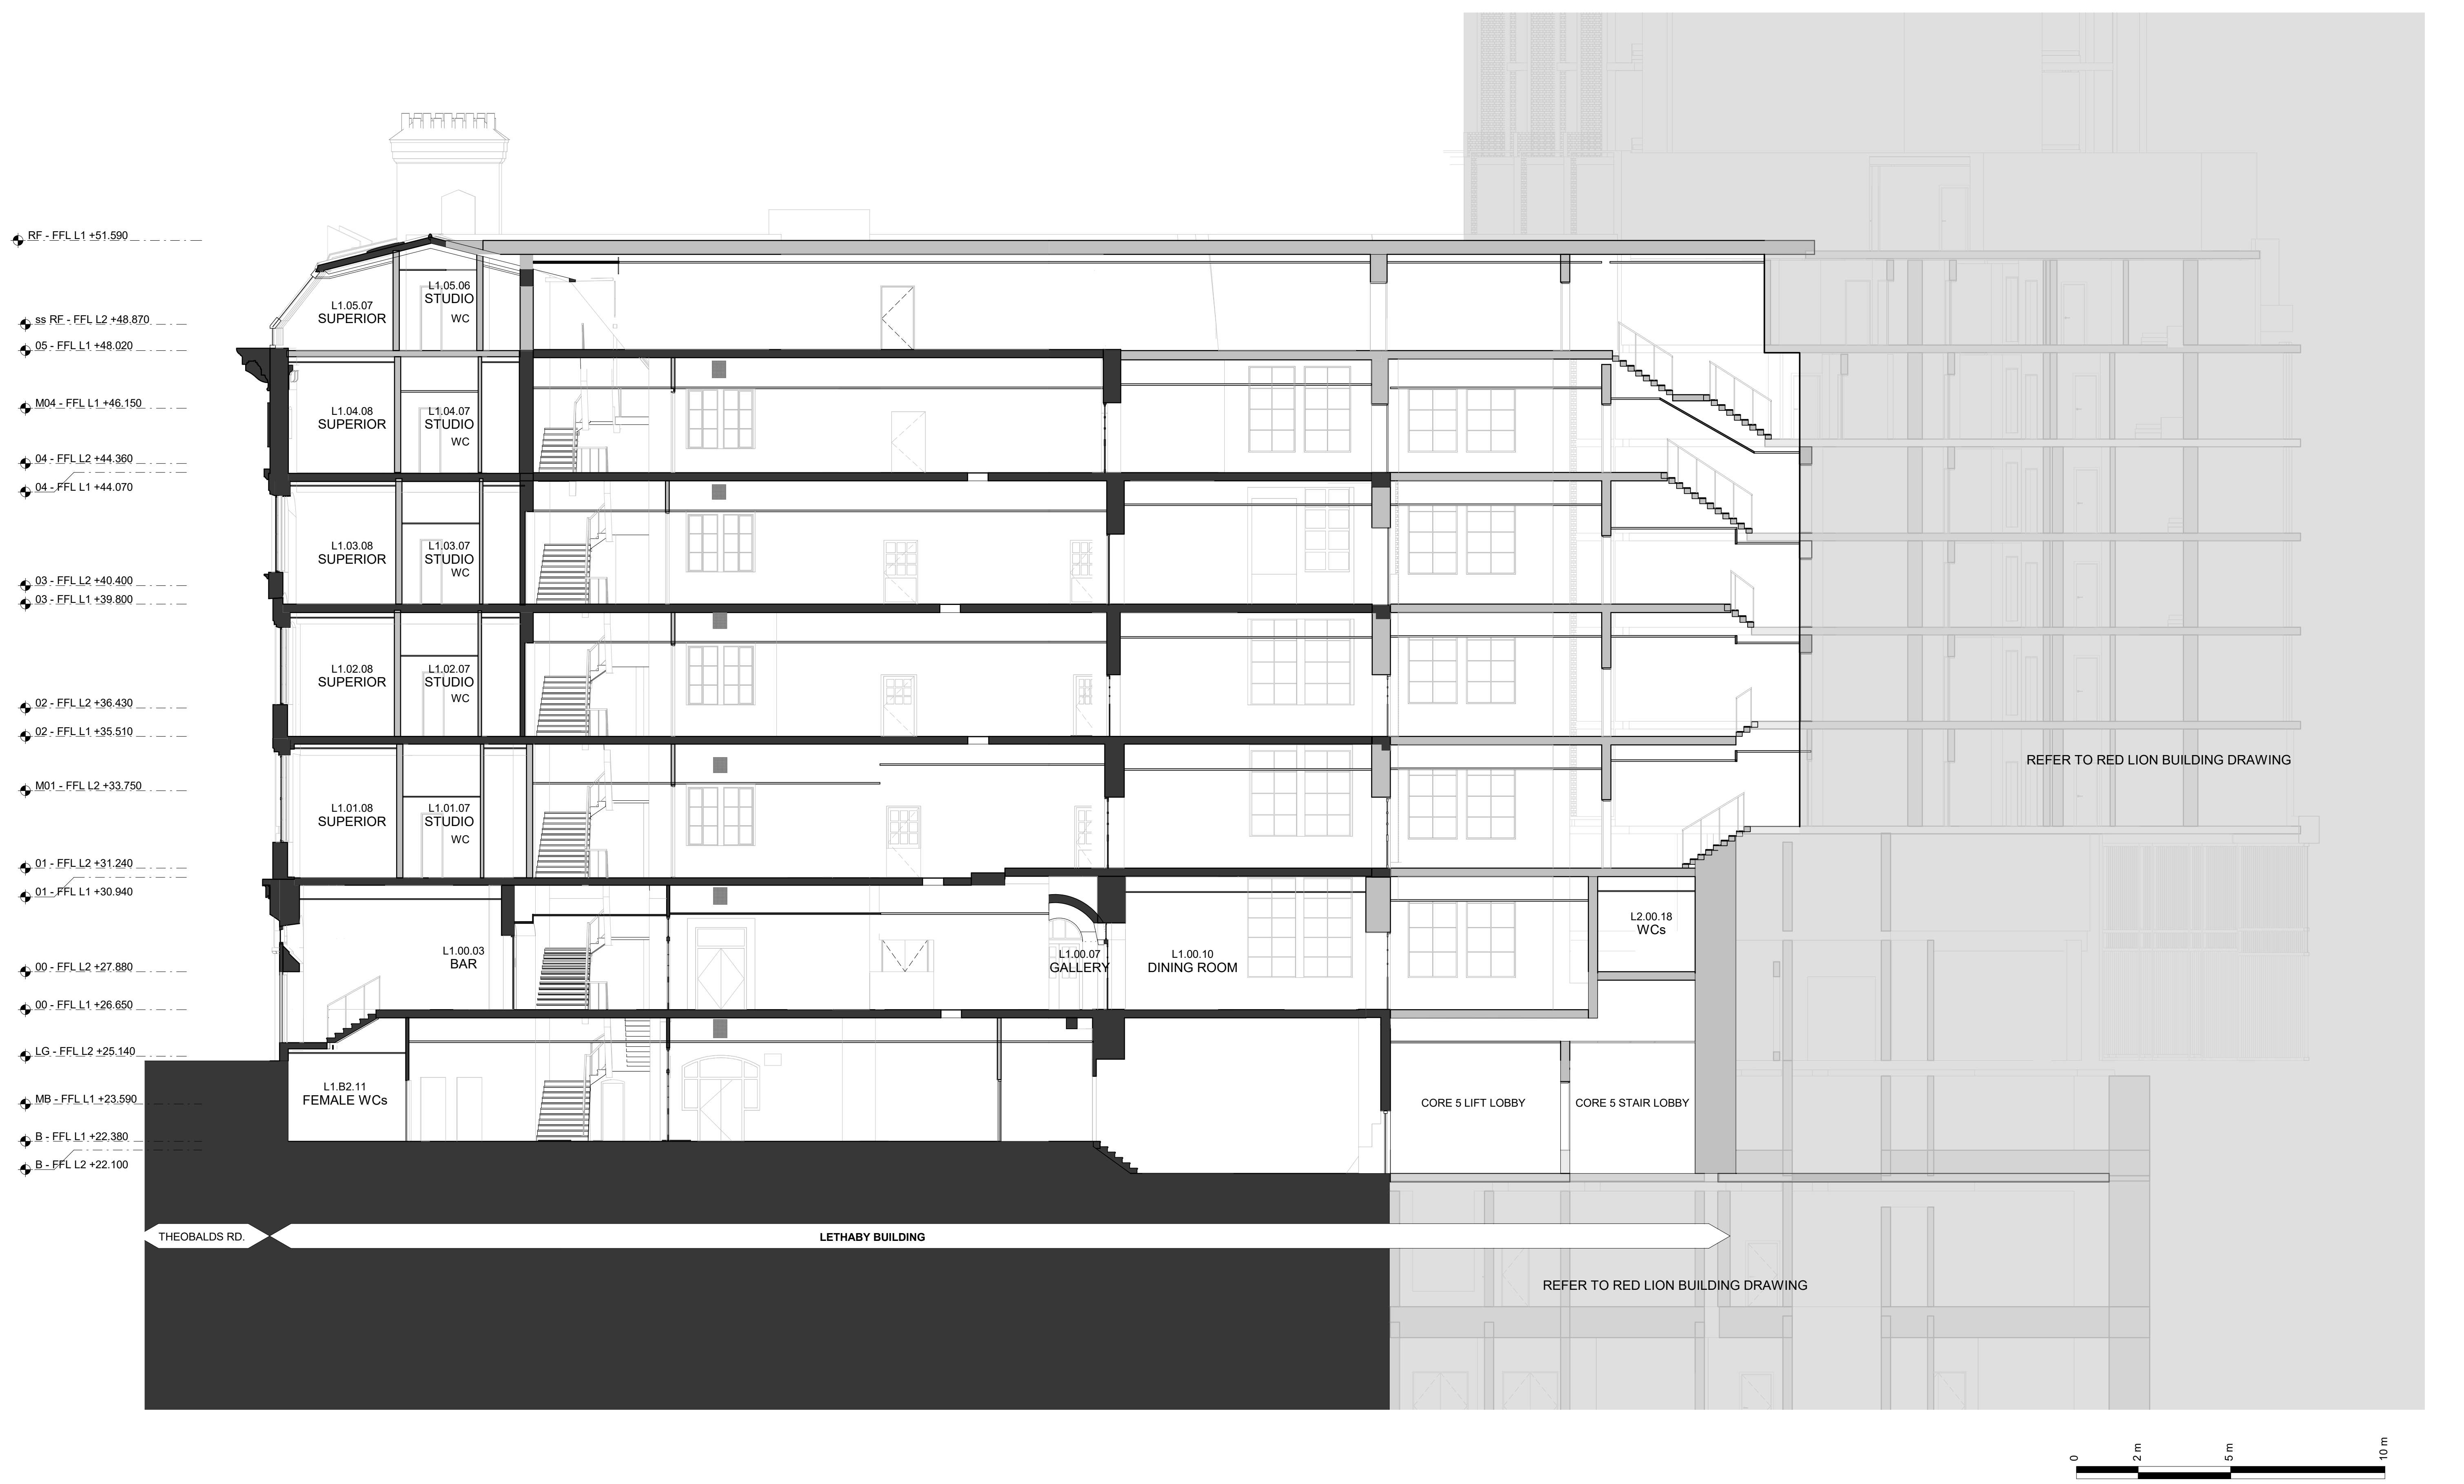 RF - FFL L1 +51.590
L1.05.06
STUDIO
WC
L1.05.07
SUPERIOR
ss RF - FFL L2 +48.870
05 - FFL L1 +48.020
M04 - FFL L1 +46.150
L1.04.08
SUPERIOR
L1.04.07
STUDIO
WC
04 - FFL L2 +44.360
04 - FFL L1 +44.070
L1.03.08
SUPERIOR
L1.03.07
STUDIO
WC
03 - FFL L2 +40.400
03 - FFL L1 +39.800
L1.02.08
SUPERIOR
L1.02.07
STUDIO
WC
02 - FFL L2 +36.430
02 - FFL L1 +35.510
REFER TO RED LION BUILDING DRAWING
M01 - FFL L2 +33.750
L1.01.08
SUPERIOR
L1.01.07
STUDIO
WC
01 - FFL L2 +31.240
01 - FFL L1 +30.940
L2.00.18
WCs
L1.00.03
BAR
L1.00.07
GALLERY
L1.00.10
DINING ROOM
00 - FFL L2 +27.880
00 - FFL L1 +26.650
LG - FFL L2 +25.140
L1.B2.11
FEMALE WCs
MB - FFL L1 +23.590
CORE 5 LIFT LOBBY
CORE 5 STAIR LOBBY
B - FFL L1 +22.380
B - FFL L2 +22.100
THEOBALDS RD.
LETHABY BUILDING
REFER TO RED LION BUILDING DRAWING
0
2 m
5 m
10 m